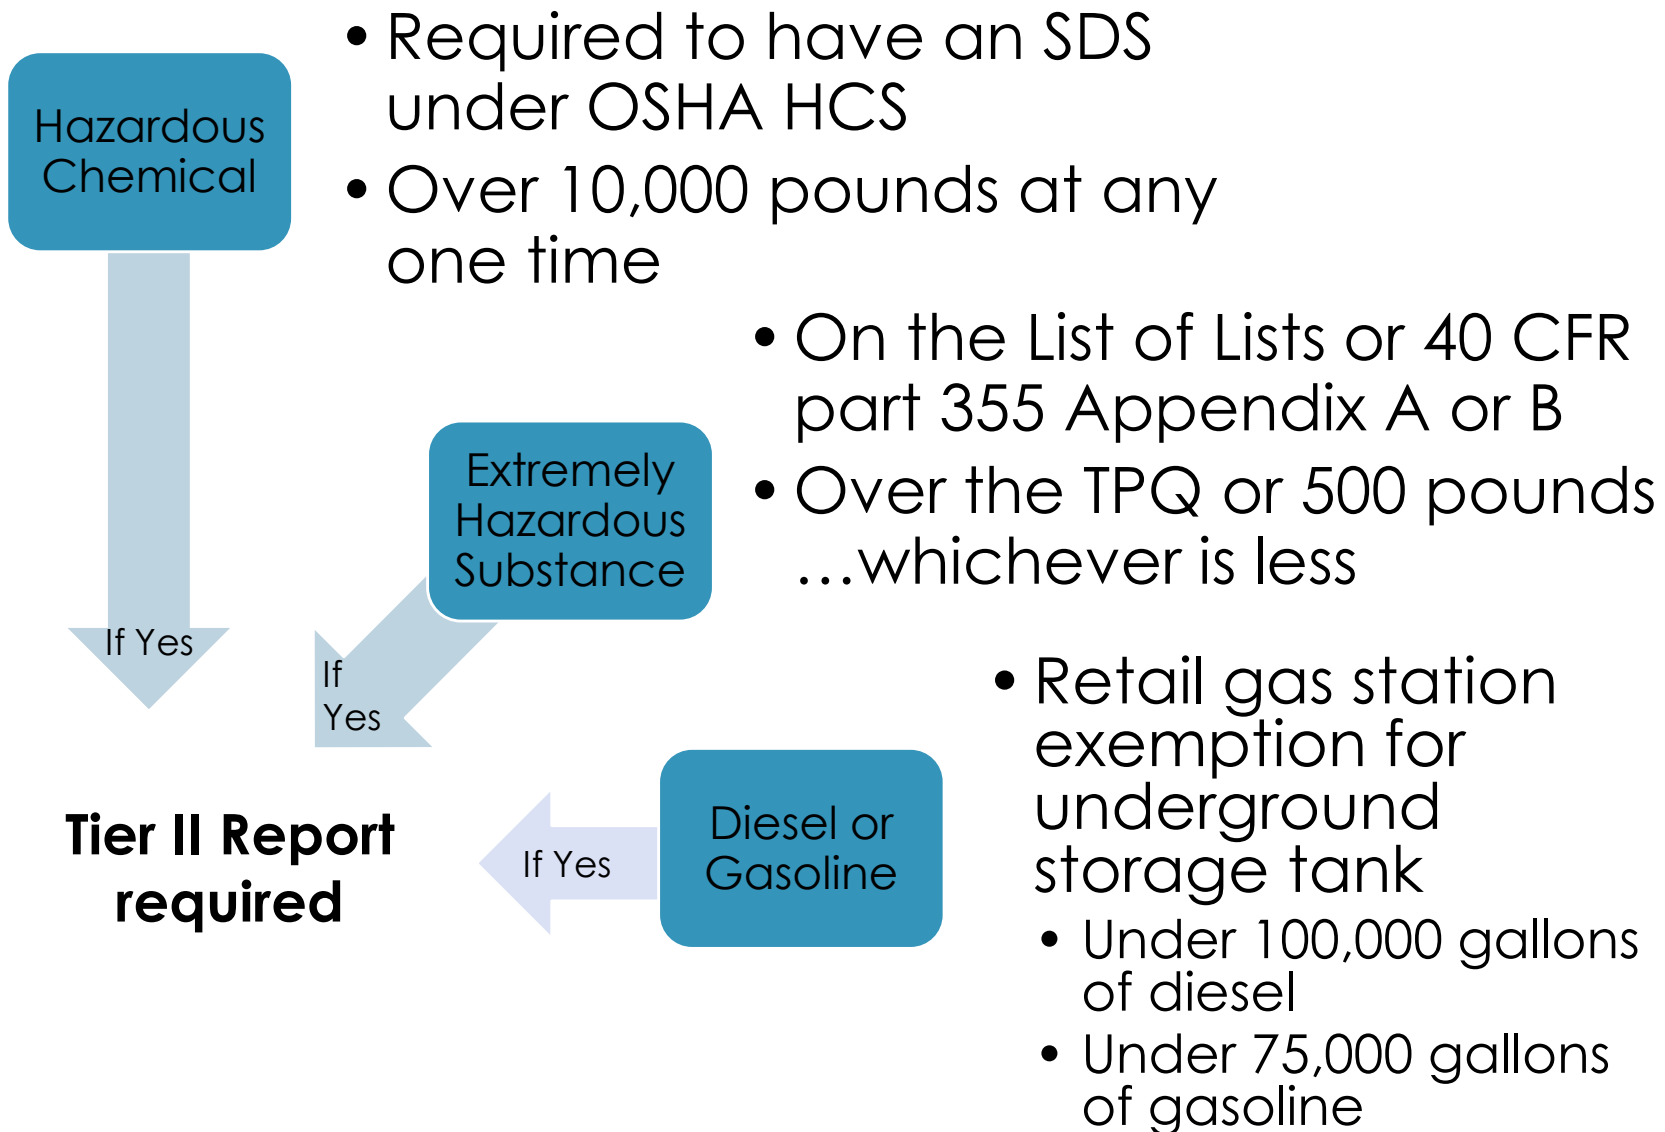 Hazardous
Chemical
• Required to have an SDS
under OSHA HCS
• Over 10,000 pounds at any
one time
If Yes
Extremely
Hazardous
Substance
• On the List of Lists or 40 CFR
part 355 Appendix A or B
• Over the TPQ or 500 pounds
…whichever is less
If
Yes
Diesel or
Gasoline
• Retail gas station
exemption for
underground
storage tank
• Under 100,000 gallons
of diesel
• Under 75,000 gallons
of gasoline
If Yes
Tier II Report
required